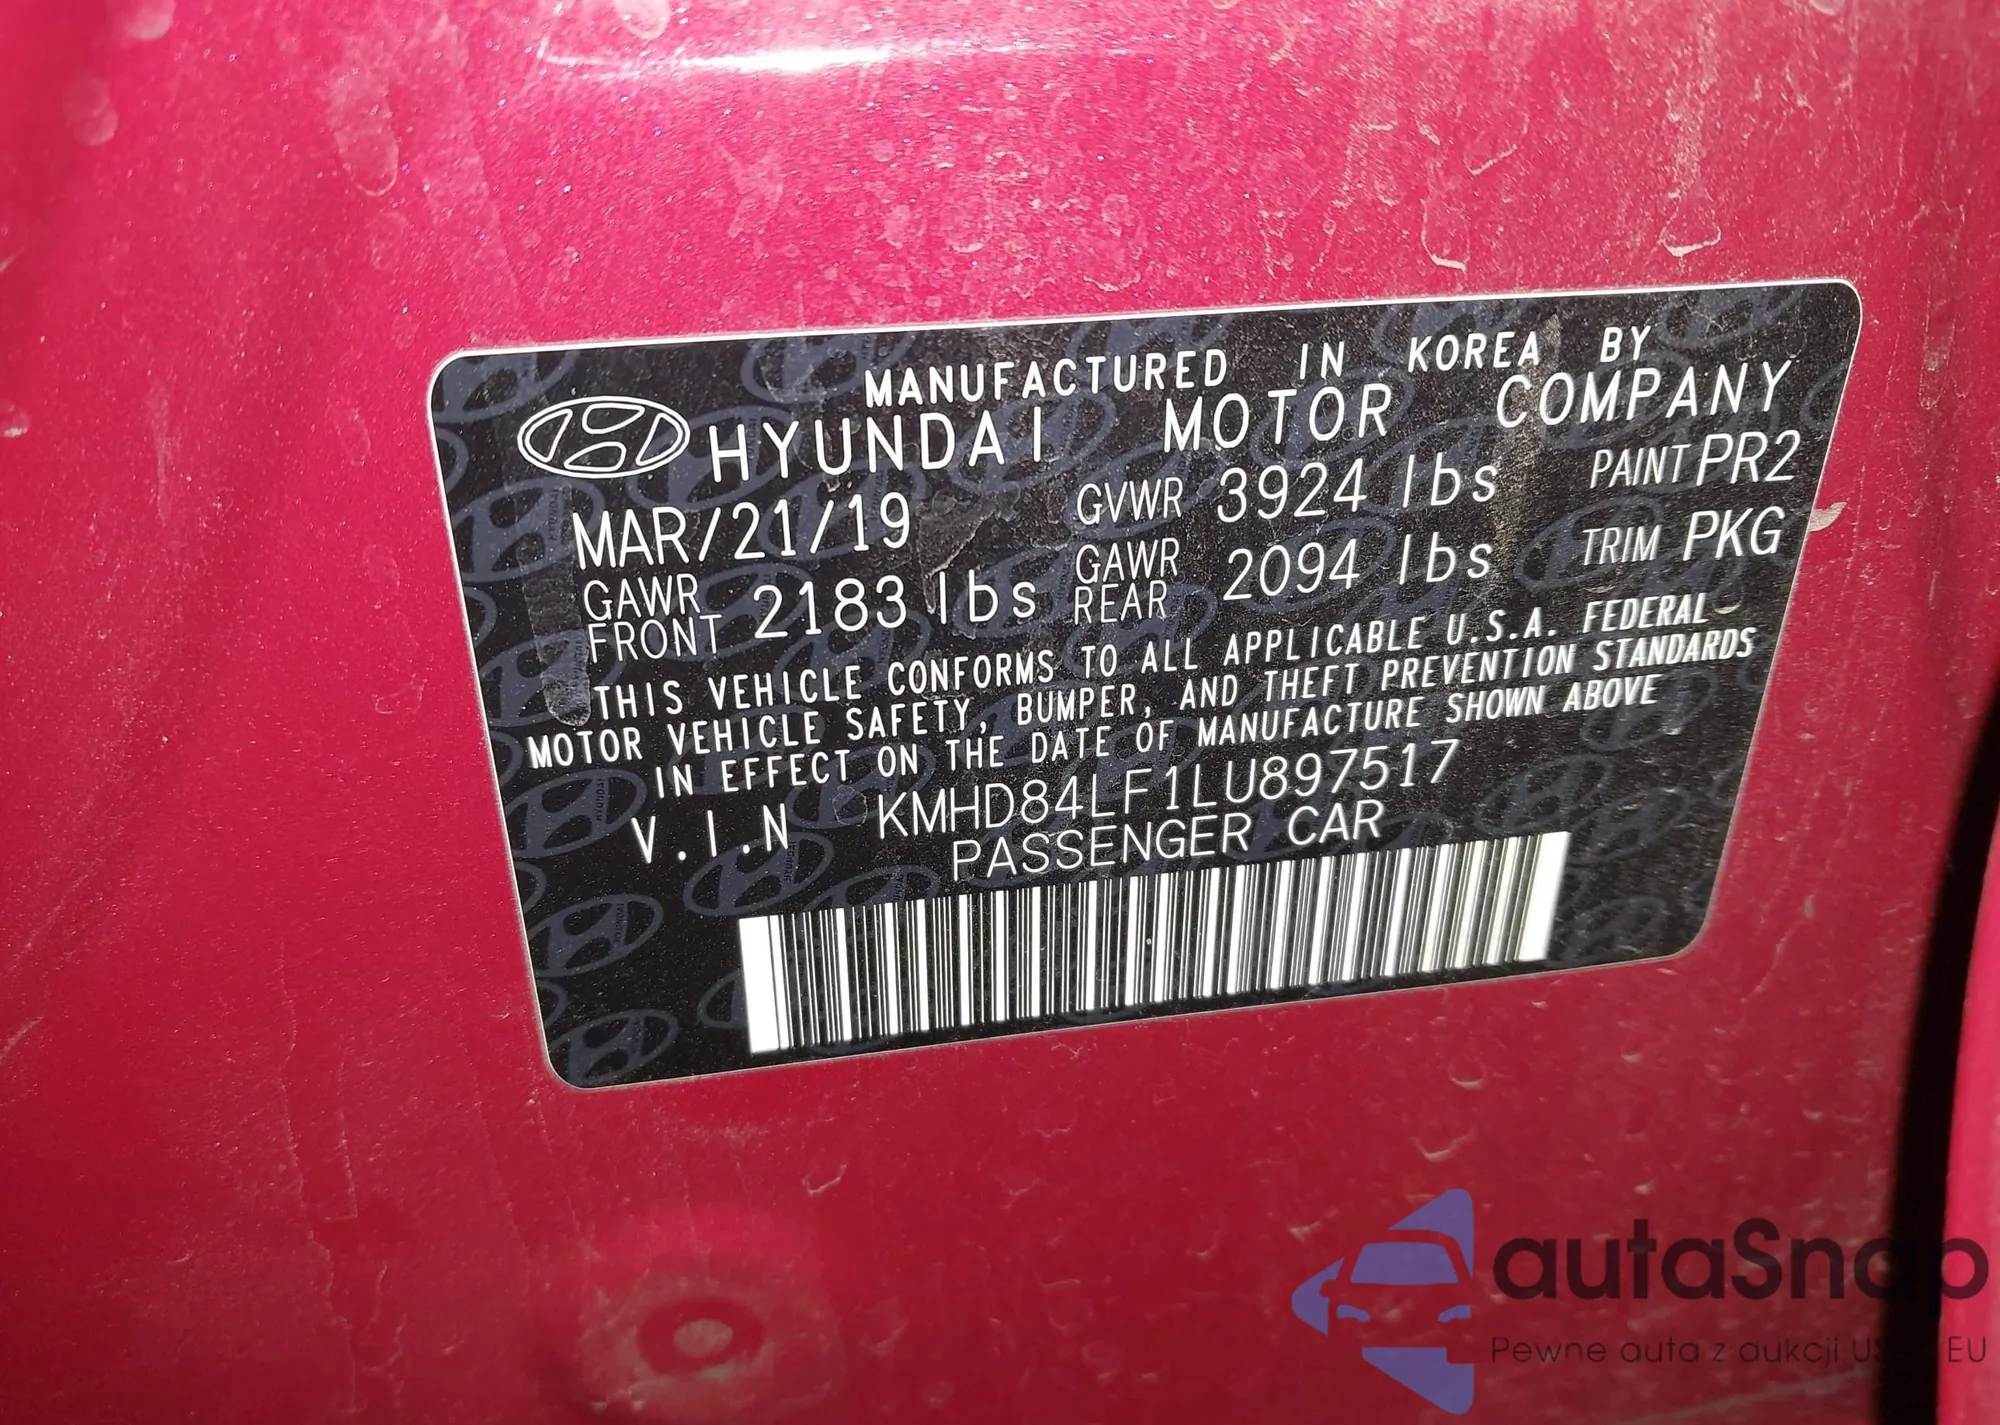 MANUFACTURED IN KOREA BY
HYUNDAI MOTOR COMPANY
MAR/21/19 GVWR 3924 lbs PAINT PR2
GAWR FRONT 2183 lbs GAWR REAR 2094 lbs TRIM PKG
THIS VEHICLE CONFORMS TO ALL APPLICABLE U.S.A. FEDERAL
MOTOR VEHICLE SAFETY, BUMPER, AND THEFT PREVENTION STANDARDS
IN EFFECT ON THE DATE OF MANUFACTURE SHOWN ABOVE
V.I.N KMHD84LF1LU897517
PASSENGER CAR
autaSnap
Pewne auta z aukcji USA EU